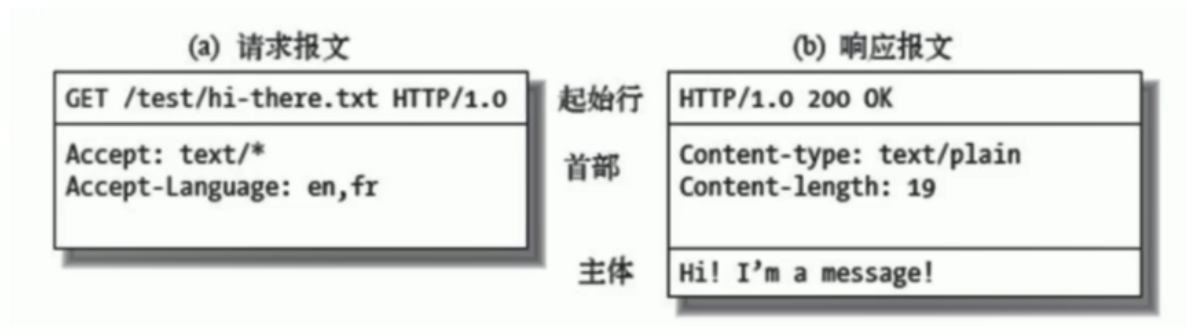 (a) 请求报文
GET /test/hi-there.txt HTTP/1.0
Accept: text/*
Accept-Language: en,fr
起始行
首部
主体
(b) 响应报文
HTTP/1.0 200 OK
Content-type: text/plain
Content-length: 19
Hi! I’m a message!